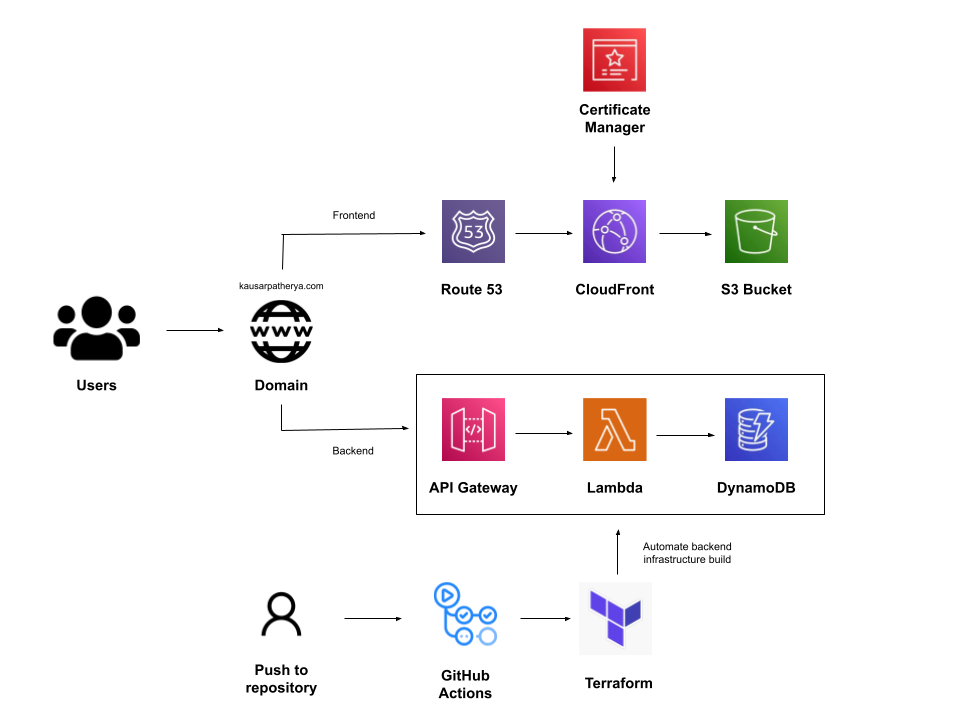 Certificate
Manager
Frontend
53
Route 53
CloudFront
S3 Bucket
kausarpatherya.com
www
Users
Domain
Backend
</>
API Gateway
Lambda
DynamoDB
Automate backend
infrastructure build
Push to
repository
GitHub
Actions
Terraform